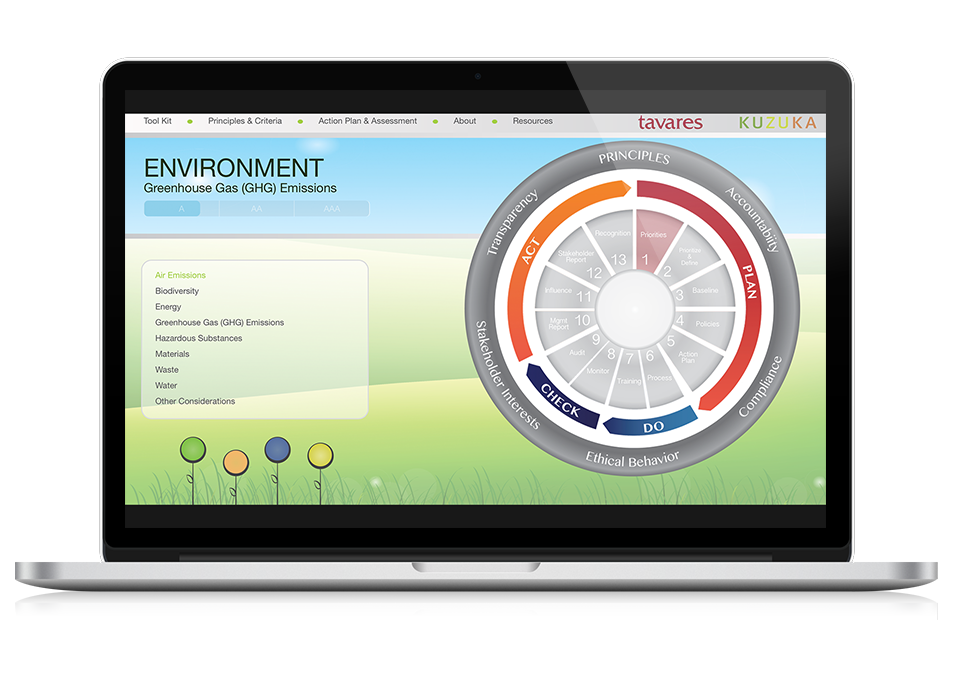 Tool Kit
Principles & Criteria
Action Plan & Assessment
About
Resources
tavares
KUZUKA
ENVIRONMENT
Greenhouse Gas (GHG) Emissions
A
AA
AAA
Air Emissions
Biodiversity
Energy
Greenhouse Gas (GHG) Emissions
Hazardous Substances
Materials
Waste
Water
Other Considerations
PRINCIPLES
Accountability
Compliance
Ethical Behavior
Stakeholder Interests
Transparency
PLAN
DO
CHECK
ACT
Priorities
1
Prioritise
&
Define
2
Baseline
3
Policies
4
Action
Plan
5
Process
6
Training
7
Monitor
8
Audit
9
Mgmt
Report
10
Influence
11
Stakeholder
Report
12
Recognition
13